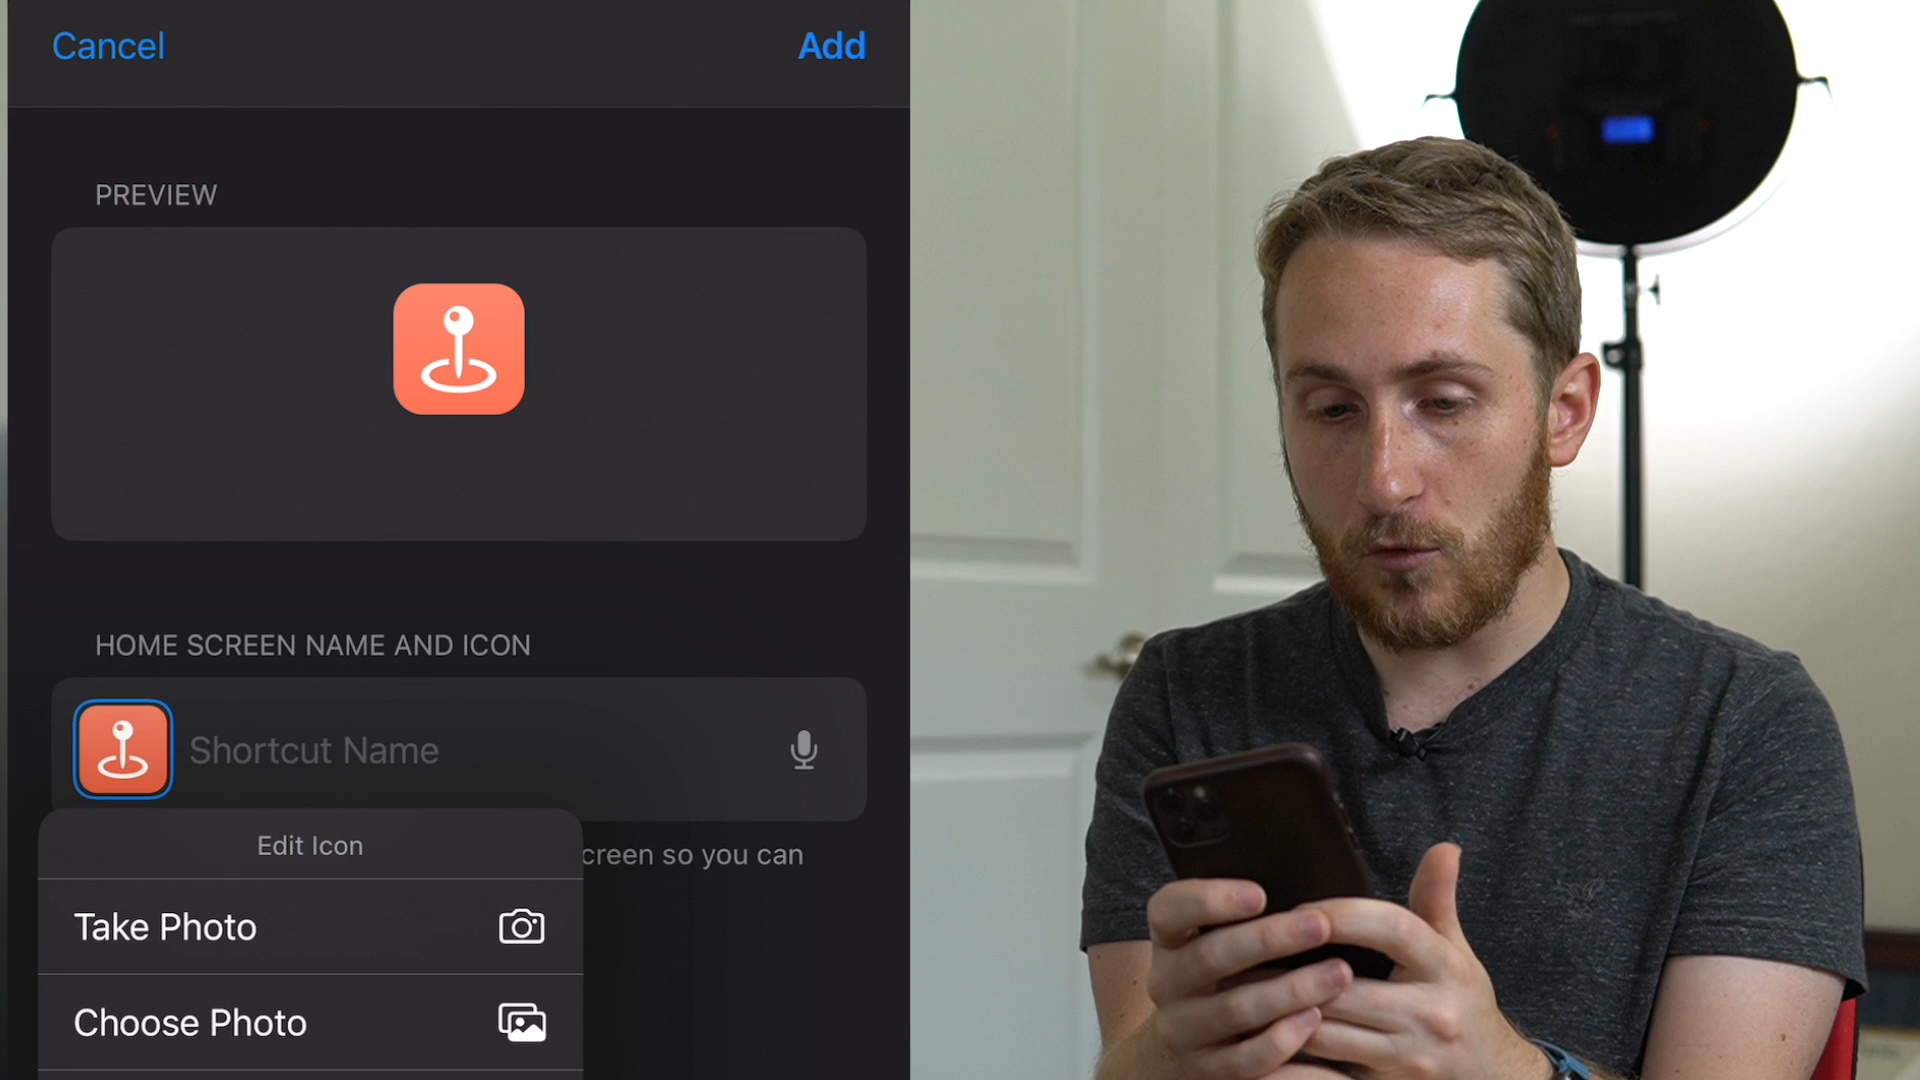 Cancel
Add
PREVIEW
HOME SCREEN NAME AND ICON
Shortcut Name
Edit Icon
creen so you can
Take Photo
Choose Photo